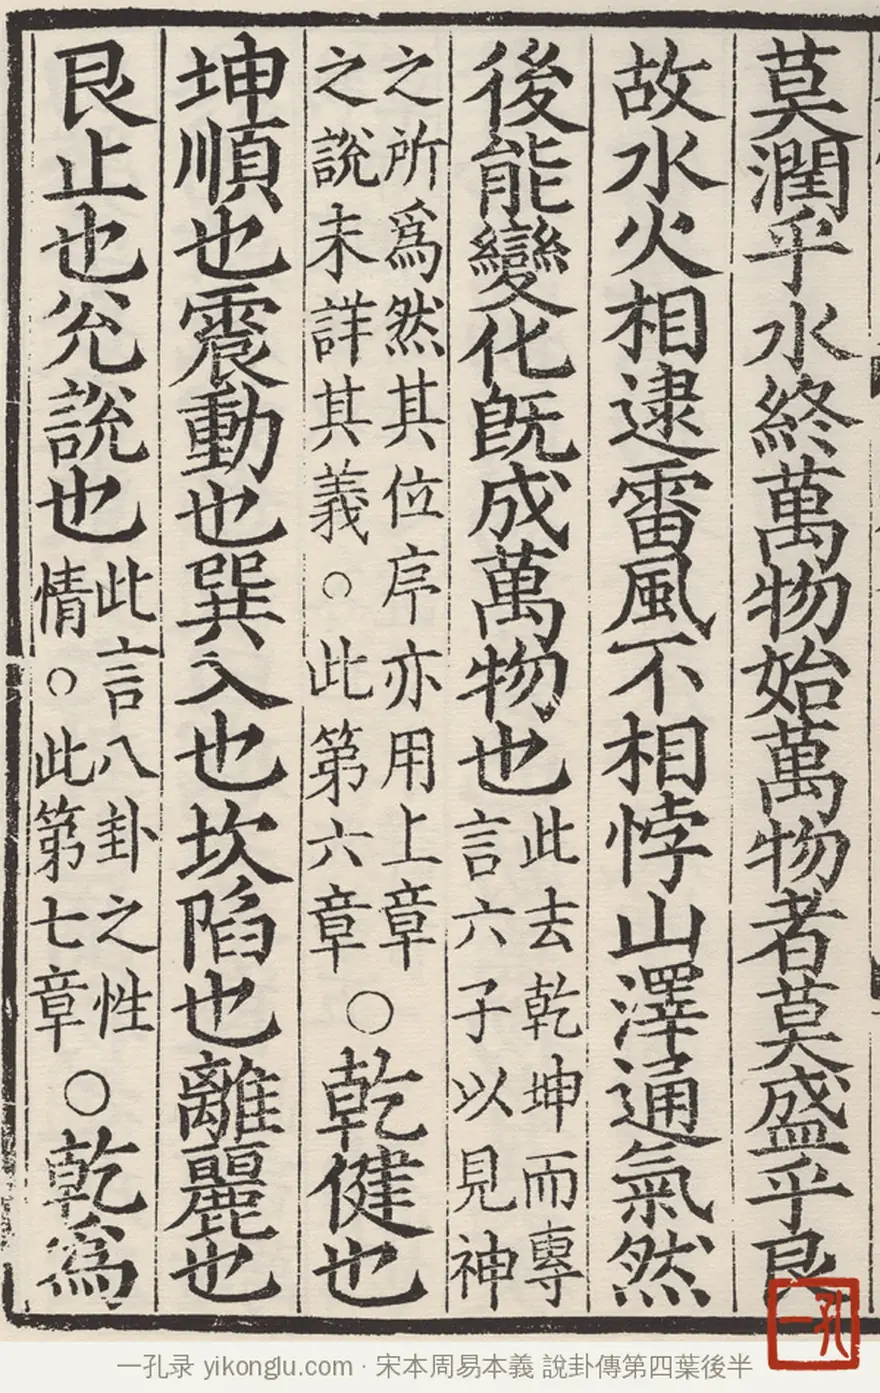 莫潤乎水終萬物始萬物者莫盛乎艮
故水火相逮雷風不相悖山澤通氣然
後能變化旣成萬物也此去乾坤而專言六子以見神
之所爲然其位序亦用上章之說未詳其義○此第六章○乾健也
坤順也震動也巽入也坎陷也離麗也
艮止也兊說也此言八卦之性情○此第七章○乾爲
一孔
一孔录 yikonglu.com · 宋本周易本義 說卦傳第四葉後半